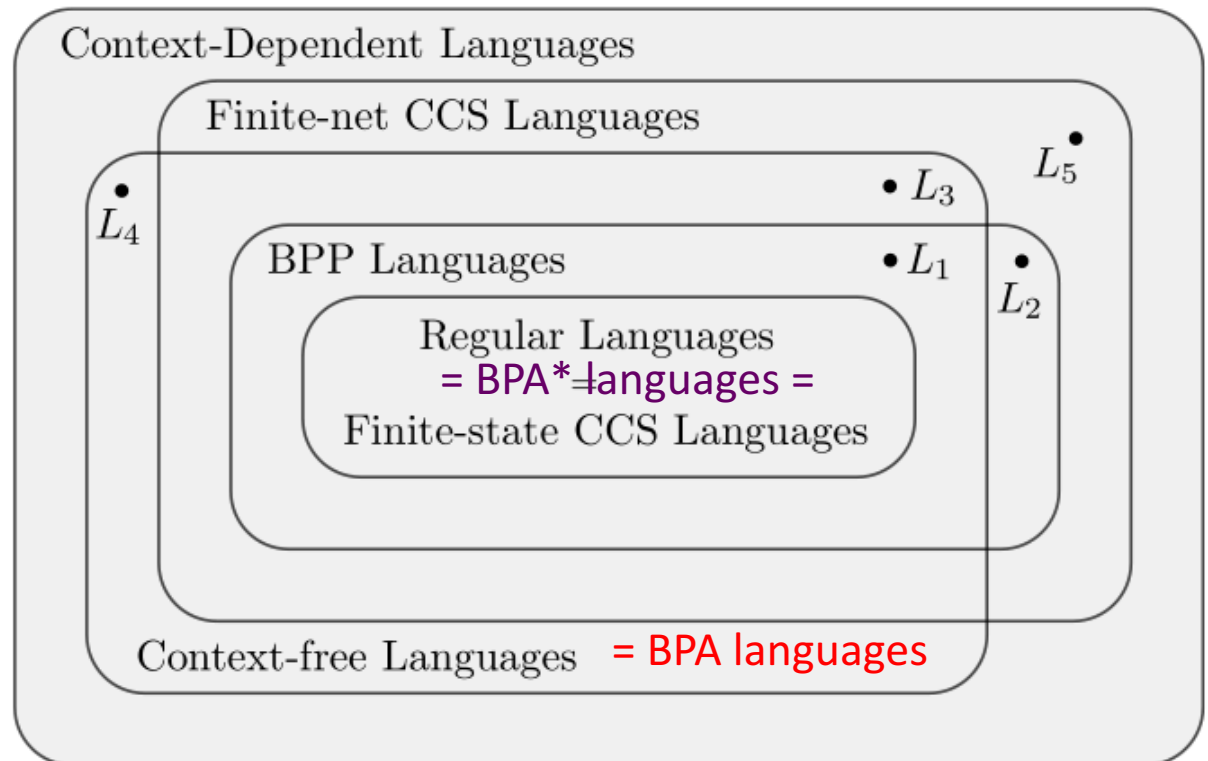 Context-Dependent Languages
Finite-net CCS Languages
L₅
L₃
L₄
BPP Languages
L₁
L₂
Regular Languages
= BPA* languages =
=
Finite-state CCS Languages
Context-free Languages = BPA languages